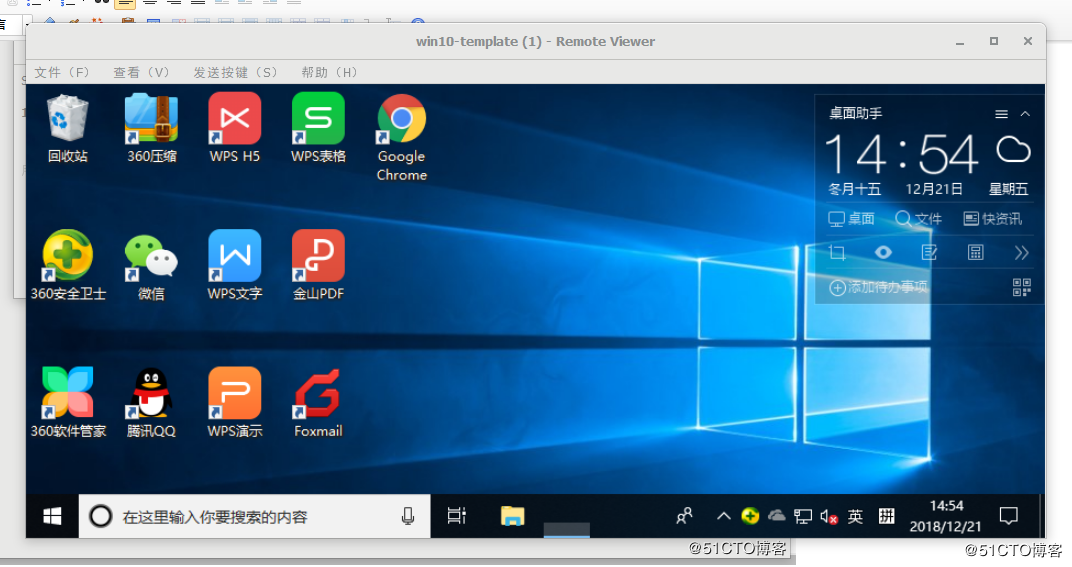 win10-template (1) - Remote Viewer
文件（F） 查看（V） 发送按键（S） 帮助（H）
回收站
360压缩
WPS H5
WPS表格
Google
Chrome
桌面助手
14:54
冬月十五 12月21日 星期五
桌面 文件 快资讯
添加待办事项
360安全卫士
微信
WPS文字
金山PDF
360软件管家
腾讯QQ
WPS演示
Foxmail
在这里输入你要搜索的内容
英
拼
14:54
2018/12/21
@51CTO博客
@51CTO博客